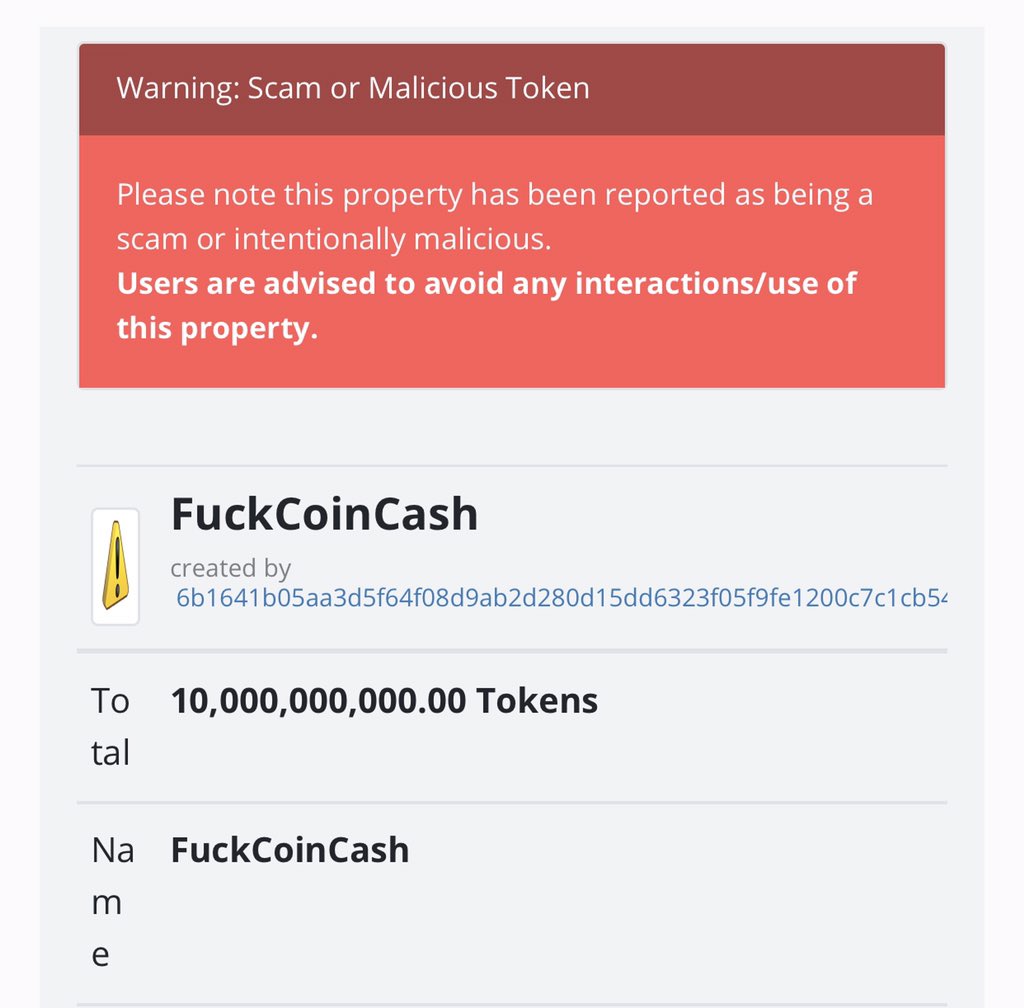 Warning: Scam or Malicious Token
Please note this property has been reported as being a
scam or intentionally malicious.
Users are advised to avoid any interactions/use of
this property.
FuckCoinCash
created by
6b1641b05aa3d5f64f08d9ab2d280d15dd6323f05f9fe1200c7c1cb54
To
tal
10,000,000,000.00 Tokens
Na
m
e
FuckCoinCash